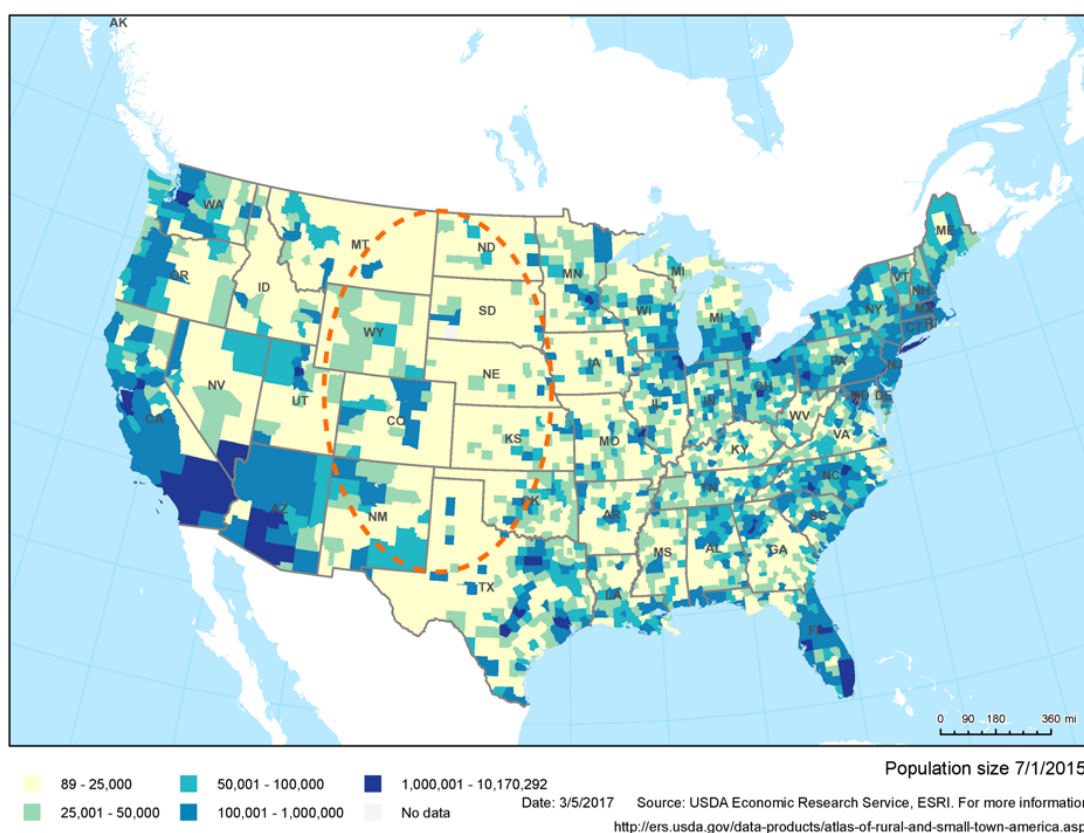 AK
WA
MT
ND
ME
OR
ID
MN
MI
VT
NH
SD
WI
NY
MA
WY
MI
CT RI
IA
PA
NE
NJ
NV
OH
UT
IL
IN
MD DE
CA
CO
WV
KS
MO
VA
KY
NC
TN
AZ
OK
NM
AR
SC
MS
AL
GA
TX
LA
FL
0 90 180 360 mi
Population size 7/1/2015
89 - 25,000
50,001 - 100,000
1,000,001 - 10,170,292
25,001 - 50,000
100,001 - 1,000,000
No data
Date: 3/5/2017 Source: USDA Economic Research Service, ESRI. For more information
http://ers.usda.gov/data-products/atlas-of-rural-and-small-town-america.asp